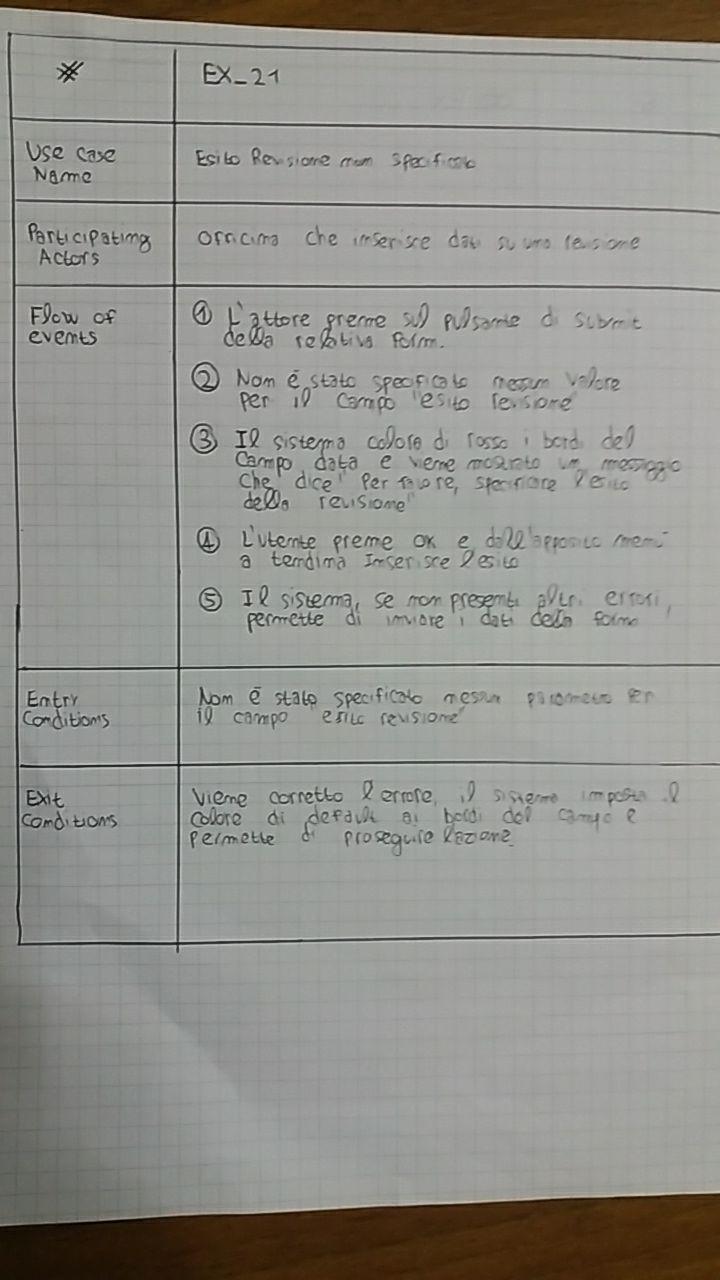 # EX_21
Use case
Name
Esito Revisione non specificato
Participating
Actors
Officina che inserisce dati su una revisione
Flow of
events
① L'attore preme sul pulsante di submit
della relativa form.
② Non è stato specificato nessun valore
per il campo "esito revisione"
③ Il sistema colora di rosso i bordi del
campo data e viene mostrato un messaggio
che dice "Per favore, specificare l'esito
della revisione"
④ L'utente preme OK e dall'apposito menù
a tendina inserisce l'esito
⑤ Il sistema, se non presenti altri errori,
permette di inviare i dati della form
Entry
Conditions
Non è stato specificato nessun parametro per
il campo "esito revisione"
Exit
Conditions
Viene corretto l'errore, il sistema imposta il
colore di default ai bordi del campo e
permette di proseguire l'azione.